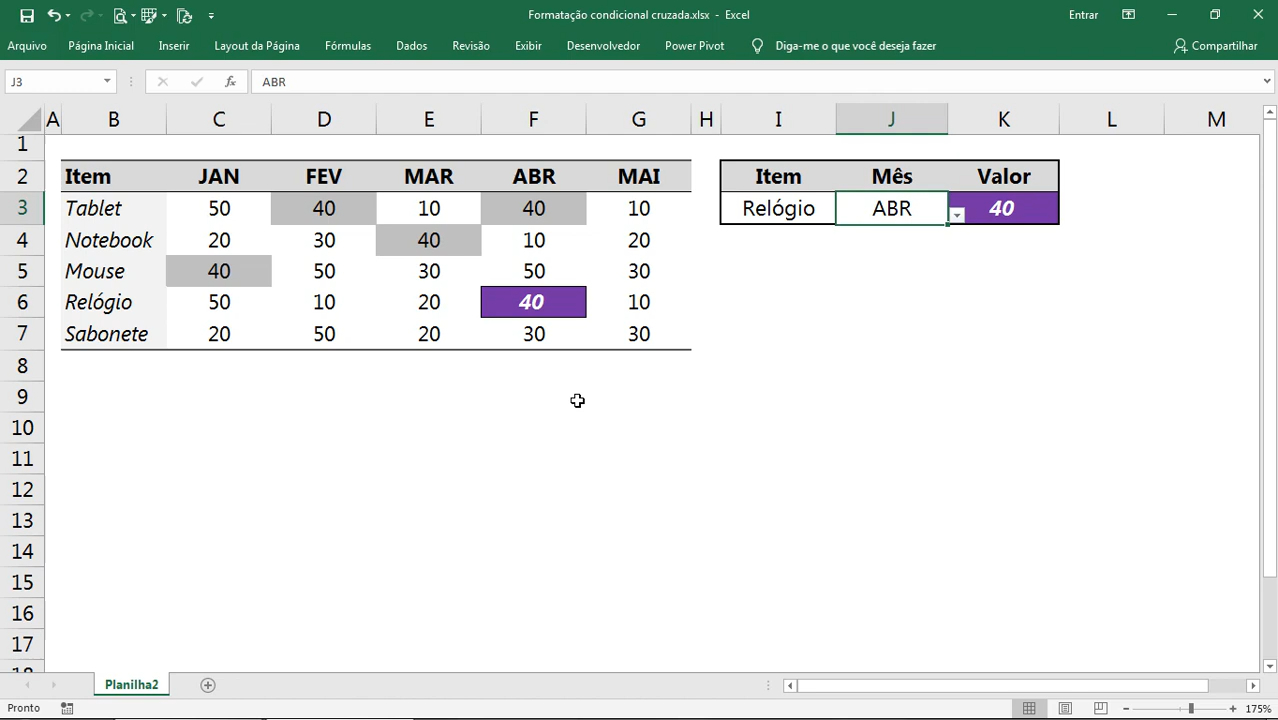 Formatação condicional cruzada.xlsx - Excel
Entrar
Arquivo Página Inicial Inserir Layout da Página Fórmulas Dados Revisão Exibir Desenvolvedor Power Pivot Diga-me o que você deseja fazer Compartilhar
J3 fx ABR
A B C D E F G H I J K L M
1
2 Item JAN FEV MAR ABR MAI Item Mês Valor
3 Tablet 50 40 10 40 10 Relógio ABR 40
4 Notebook 20 30 40 10 20
5 Mouse 40 50 30 50 30
6 Relógio 50 10 20 40 10
7 Sabonete 20 50 20 30 30
8
9
10
11
12
13
14
15
16
17
Planilha2
Pronto 175%